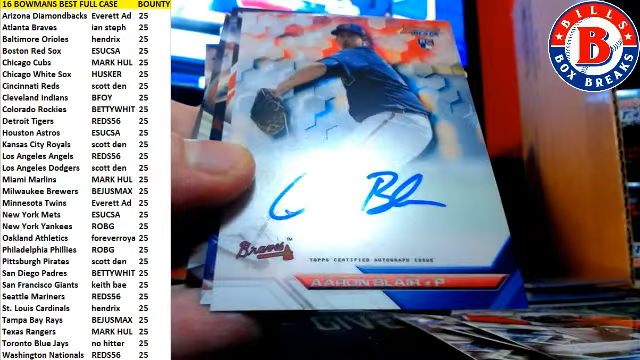 16 BOWMANS BEST FULL CASE BOUNTY
Arizona Diamondbacks Everett Ad 25
Atlanta Braves ian steph 25
Baltimore Orioles hendrix 25
Boston Red Sox ESUCSA 25
Chicago Cubs MARK HUL 25
Chicago White Sox HUSKER 25
Cincinnati Reds scott den 25
Cleveland Indians BFOY 25
Colorado Rockies BETTYWHIT 25
Detroit Tigers REDS56 25
Houston Astros ESUCSA 25
Kansas City Royals scott den 25
Los Angeles Angels REDS56 25
Los Angeles Dodgers scott den 25
Miami Marlins MARK HUL 25
Milwaukee Brewers BEJUSMAX 25
Minnesota Twins Everett Ad 25
New York Mets ESUCSA 25
New York Yankees ROBG 25
Oakland Athletics foreverroya 25
Philadelphia Phillies ROBG 25
Pittsburgh Pirates scott den 25
San Diego Padres BETTYWHIT 25
San Francisco Giants keith bae 25
Seattle Mariners REDS56 25
St. Louis Cardinals hendrix 25
Tampa Bay Rays BEJUSMAX 25
Texas Rangers MARK HUL 25
Toronto Blue Jays no hitter 25
Washington Nationals REDS56 25
BILLS
B
BOX BREAKS
Braves
TOPPS CERTIFIED AUTOGRAPH ISSUE
AARON BLAIR • P